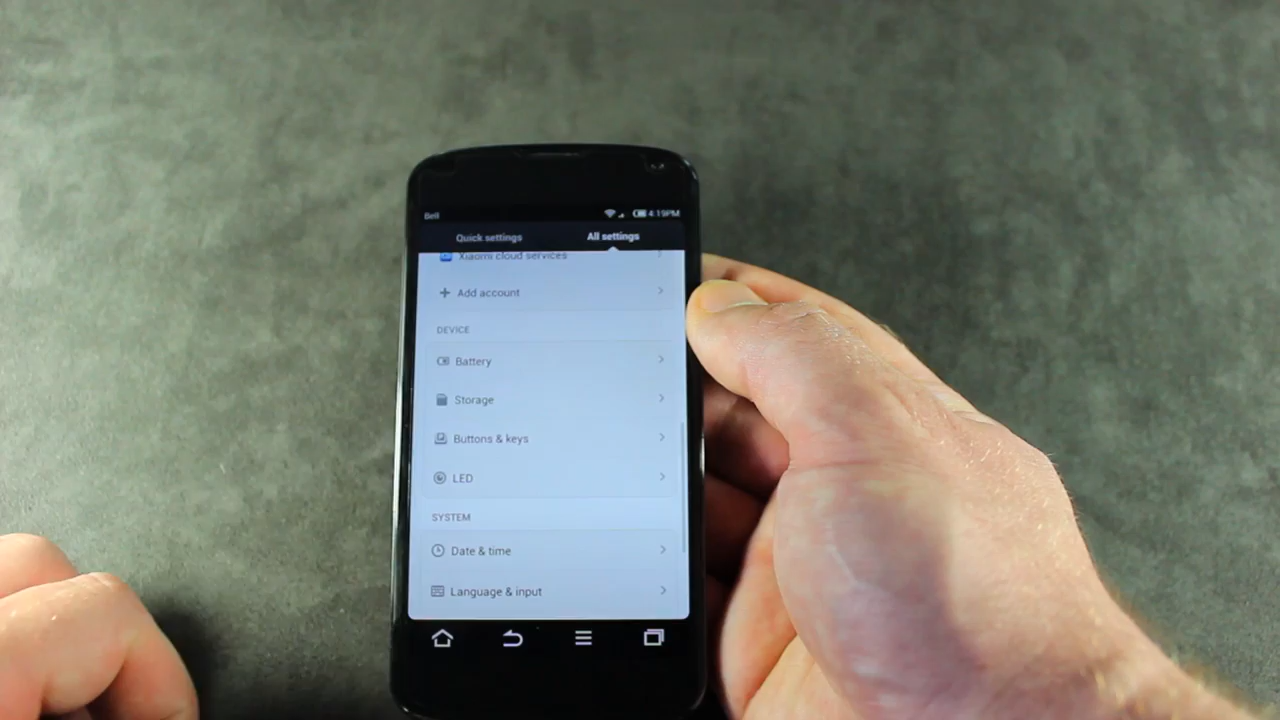 Bell 4:19PM
Quick settings All settings
Xiaomi cloud services
Add account
DEVICE
Battery
Storage
Buttons & keys
LED
SYSTEM
Date & time
Language & input